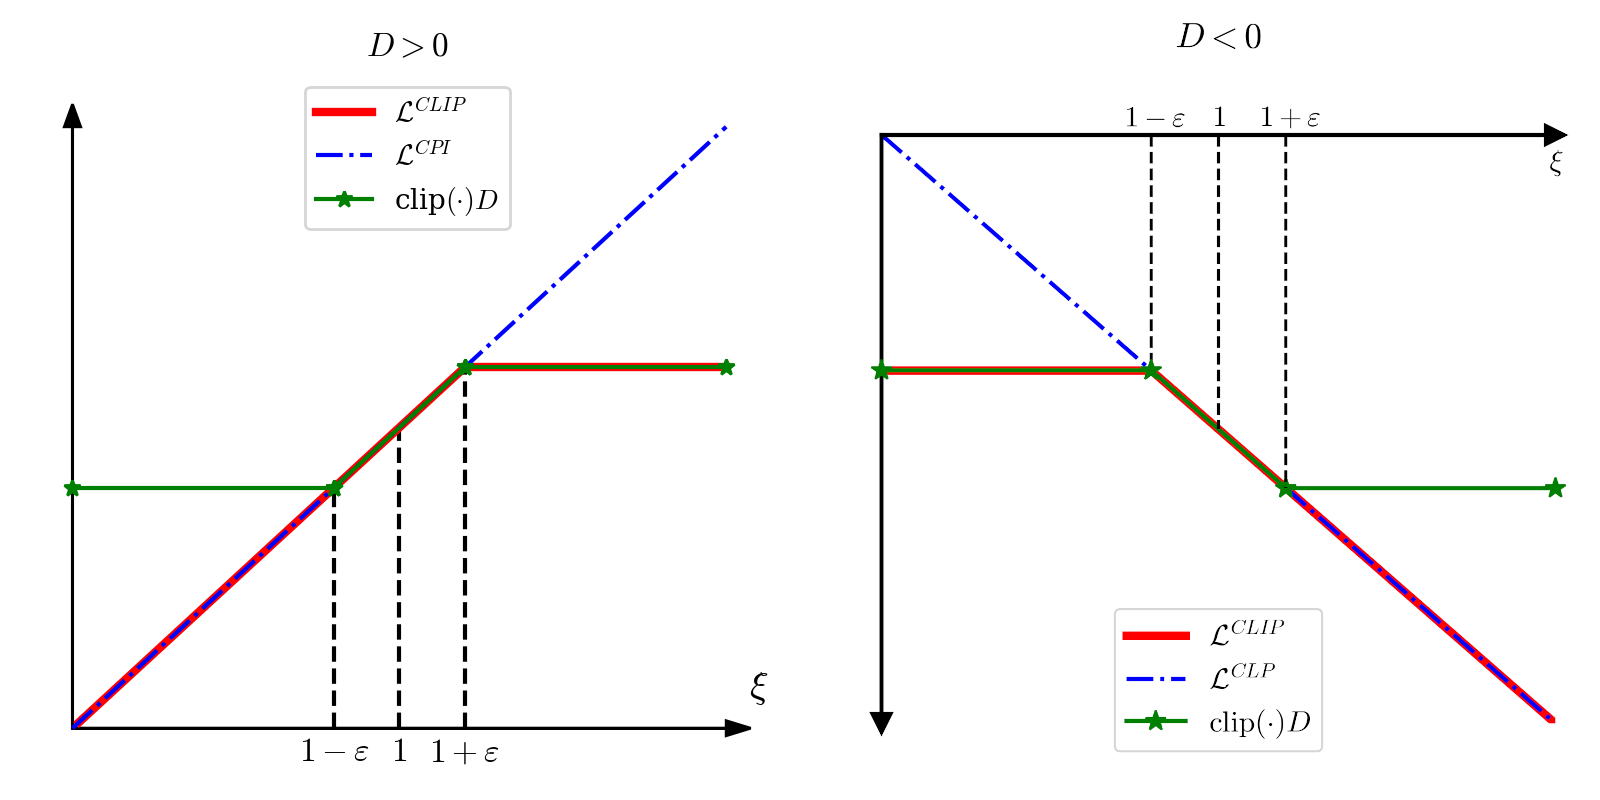 D > 0
𝓛^{CLIP}
𝓛^{CPI}
clip(·)D
ξ
1 − ε 1 1 + ε
D < 0
1 − ε 1 1 + ε
ξ
𝓛^{CLIP}
𝓛^{CLP}
clip(·)D